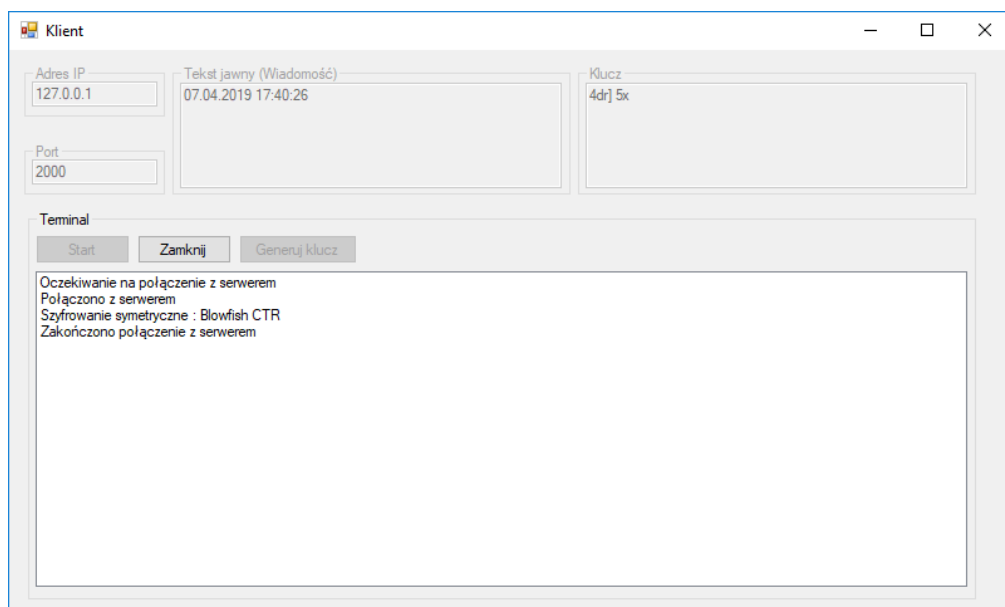 Klient
Adres IP
127.0.0.1
Tekst jawny (Wiadomość)
07.04.2019 17:40:26
Klucz
4dr] 5x
Port
2000
Terminal
Start
Zamknij
Generuj klucz
Oczekiwanie na połączenie z serwerem
Połączono z serwerem
Szyfrowanie symetryczne : Blowfish CTR
Zakończono połączenie z serwerem